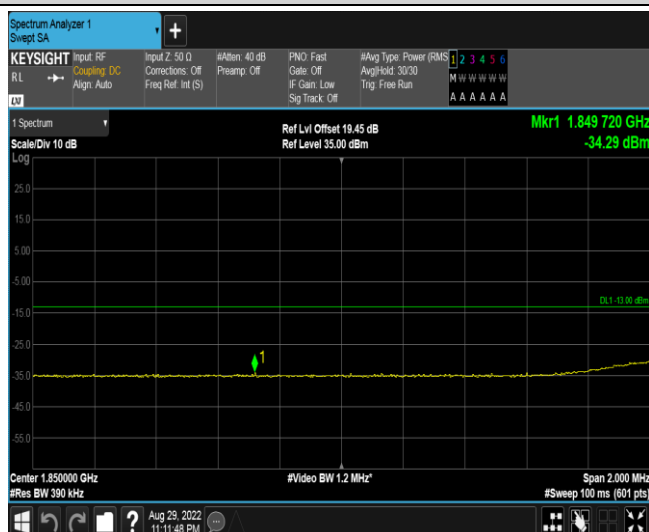 Spectrum Analyzer 1
Swept SA
+
KEYSIGHT
RL
Input: RF
Coupling: DC
Align: Auto
Input Z: 50 Ω
Corrections: Off
Freq Ref: Int (S)
#Atten: 40 dB
Preamp: Off
PNO: Fast
Gate: Off
IF Gain: Low
Sig Track: Off
#Avg Type: Power (RMS
Avg|Hold: 30/30
Trig: Free Run
1 2 3 4 5 6
M W W W W W
A A A A A A
LXI
1 Spectrum
Scale/Div 10 dB
Ref Lvl Offset 19.45 dB
Ref Level 35.00 dBm
Mkr1 1.849 720 GHz
-34.29 dBm
Log
25.0
15.0
5.00
-5.00
DL1 -13.00 dBm
-15.0
-25.0
1
-35.0
-45.0
-55.0
Center 1.850000 GHz
#Res BW 390 kHz
#Video BW 1.2 MHz*
Span 2.000 MHz
#Sweep 100 ms (601 pts)
?
Aug 29, 2022
11:11:48 PM